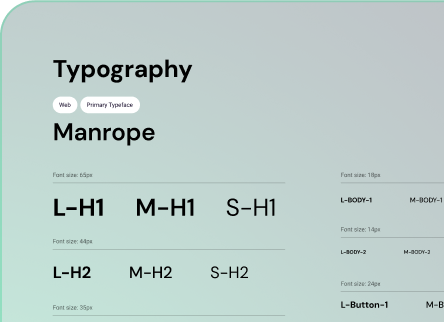 Typography
Web Primary Typeface
Manrope
Font size: 65px
L-H1 M-H1 S-H1
Font size: 44px
L-H2 M-H2 S-H2
Font size: 35px
Font size: 18px
L-BODY-1 M-BODY-1
Font size: 14px
L-BODY-2 M-BODY-2
Font size: 24px
L-Button-1 M-B